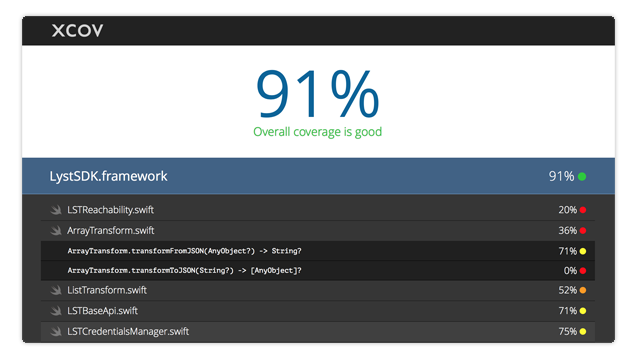 XCOV
91%
Overall coverage is good
LystSDK.framework 91%
LSTReachability.swift 20%
ArrayTransform.swift 36%
ArrayTransform.transformFromJSON(AnyObject?) -> String? 71%
ArrayTransform.transformToJSON(String?) -> [AnyObject]? 0%
ListTransform.swift 52%
LSTBaseApi.swift 71%
LSTCredentialsManager.swift 75%